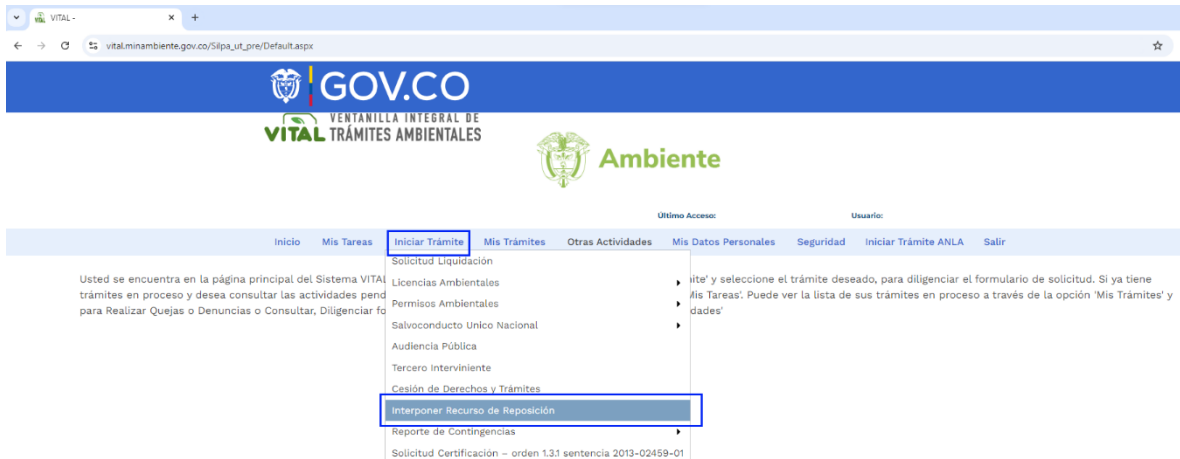 VITAL -
vital.minambiente.gov.co/Silpa_ut_pre/Default.aspx
GOV.CO
VENTANILLA INTEGRAL DE
VITAL TRÁMITES AMBIENTALES
Ambiente
Último Acceso: Usuario:
Inicio Mis Tareas Iniciar Trámite Mis Trámites Otras Actividades Mis Datos Personales Seguridad Iniciar Trámite ANLA Salir
Usted se encuentra en la página principal del Sistema VITAL
ite' y seleccione el trámite deseado, para diligenciar el formulario de solicitud. Si ya tiene
trámites en proceso y desea consultar las actividades pend
Mis Tareas'. Puede ver la lista de sus trámites en proceso a través de la opción 'Mis Trámites' y
para Realizar Quejas o Denuncias o Consultar, Diligenciar fo
dades'
Solicitud Liquidación
Licencias Ambientales
Permisos Ambientales
Salvoconducto Unico Nacional
Audiencia Pública
Tercero Interviniente
Cesión de Derechos y Trámites
Interponer Recurso de Reposición
Reporte de Contingencias
Solicitud Certificación – orden 1.3.1 sentencia 2013-02459-01